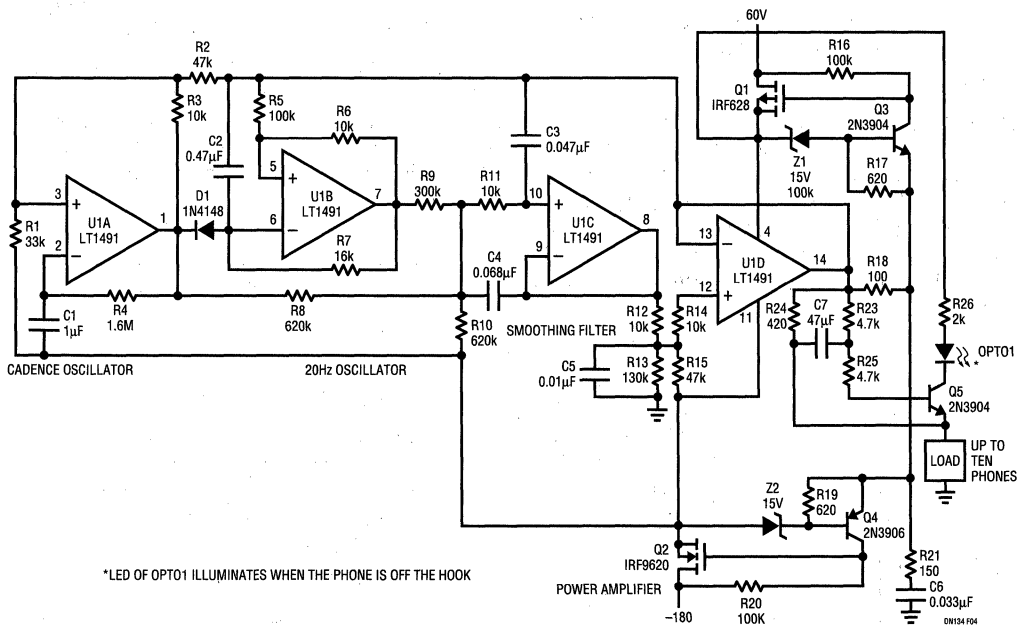 60V
R2
47k
R16
100k
R3
10k
R5
100k
R6
10k
C2
0.47µF
C3
0.047µF
Q1
IRF628
Q3
2N3904
Z1
15V
100k
R17
620
D1
1N4148
5
+
U1B
LT1491
7
6
–
R9
300k
R11
10k
R7
16k
3
+
U1A
LT1491
1
2
–
R1
33k
10
+
U1C
LT1491
8
9
–
C4
0.068µF
13
–
4
U1D
LT1491
14
12
+
11
R18
100
C1
1µF
R4
1.6M
R8
620k
R10
620k
SMOOTHING FILTER
R12
10k
R14
10k
R24
420
C7
47µF
R23
4.7k
R26
2k
OPTO1
*
C5
0.01µF
R13
130k
R15
47k
R25
4.7k
Q5
2N3904
CADENCE OSCILLATOR
20Hz OSCILLATOR
LOAD
UP TO
TEN
PHONES
Z2
15V
R19
620
Q4
2N3906
Q2
IRF9620
R21
150
*LED OF OPTO1 ILLUMINATES WHEN THE PHONE IS OFF THE HOOK
POWER AMPLIFIER
R20
100K
–180
C6
0.033µF
DN134 F04